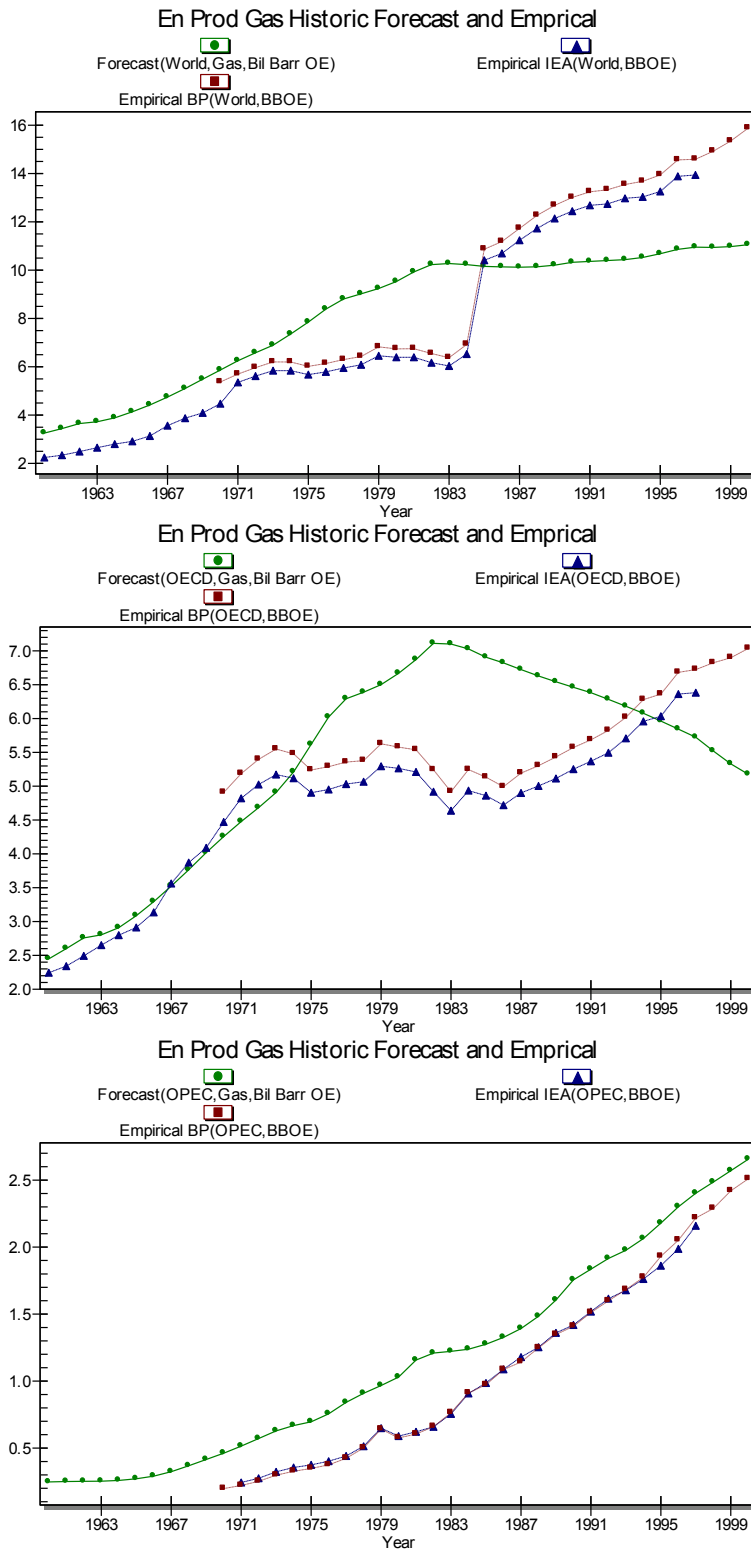 En Prod Gas Historic Forecast and Emprical
Forecast(World,Gas,Bil Barr OE)
Empirical IEA(World,BBOE)
Empirical BP(World,BBOE)
16
14
12
10
8
6
4
2
1963 1967 1971 1975 1979 1983 1987 1991 1995 1999
Year
En Prod Gas Historic Forecast and Emprical
Forecast(OECD,Gas,Bil Barr OE)
Empirical IEA(OECD,BBOE)
Empirical BP(OECD,BBOE)
7.0
6.5
6.0
5.5
5.0
4.5
4.0
3.5
3.0
2.5
2.0
1963 1967 1971 1975 1979 1983 1987 1991 1995 1999
Year
En Prod Gas Historic Forecast and Emprical
Forecast(OPEC,Gas,Bil Barr OE)
Empirical IEA(OPEC,BBOE)
Empirical BP(OPEC,BBOE)
2.5
2.0
1.5
1.0
0.5
1963 1967 1971 1975 1979 1983 1987 1991 1995 1999
Year